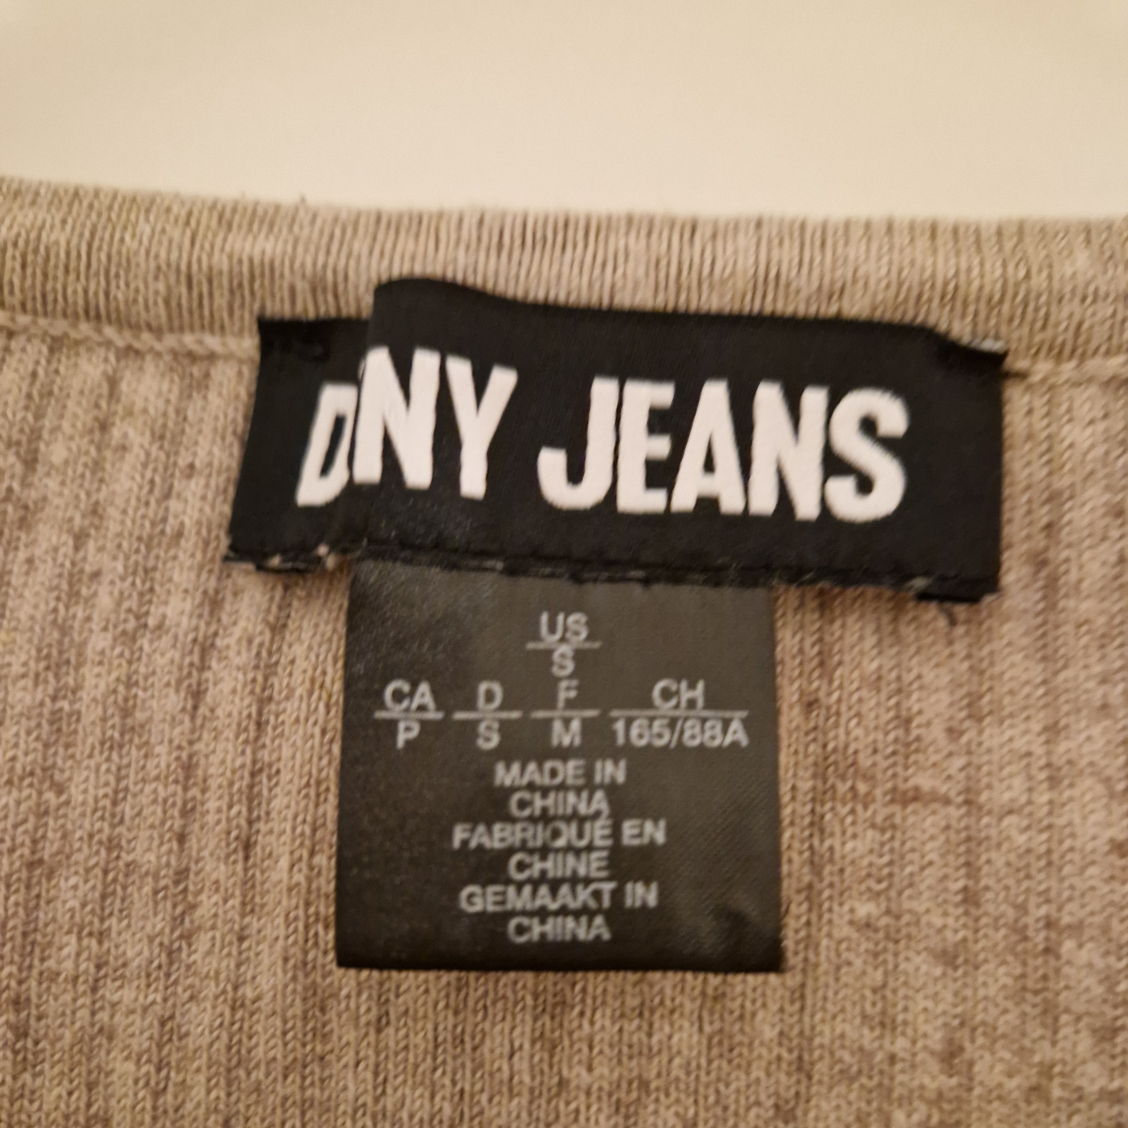 DNY JEANS
US
S
CA D F CH
P S M 165/88A
MADE IN
CHINA
FABRIQUÉ EN
CHINE
GEMAAKT IN
CHINA